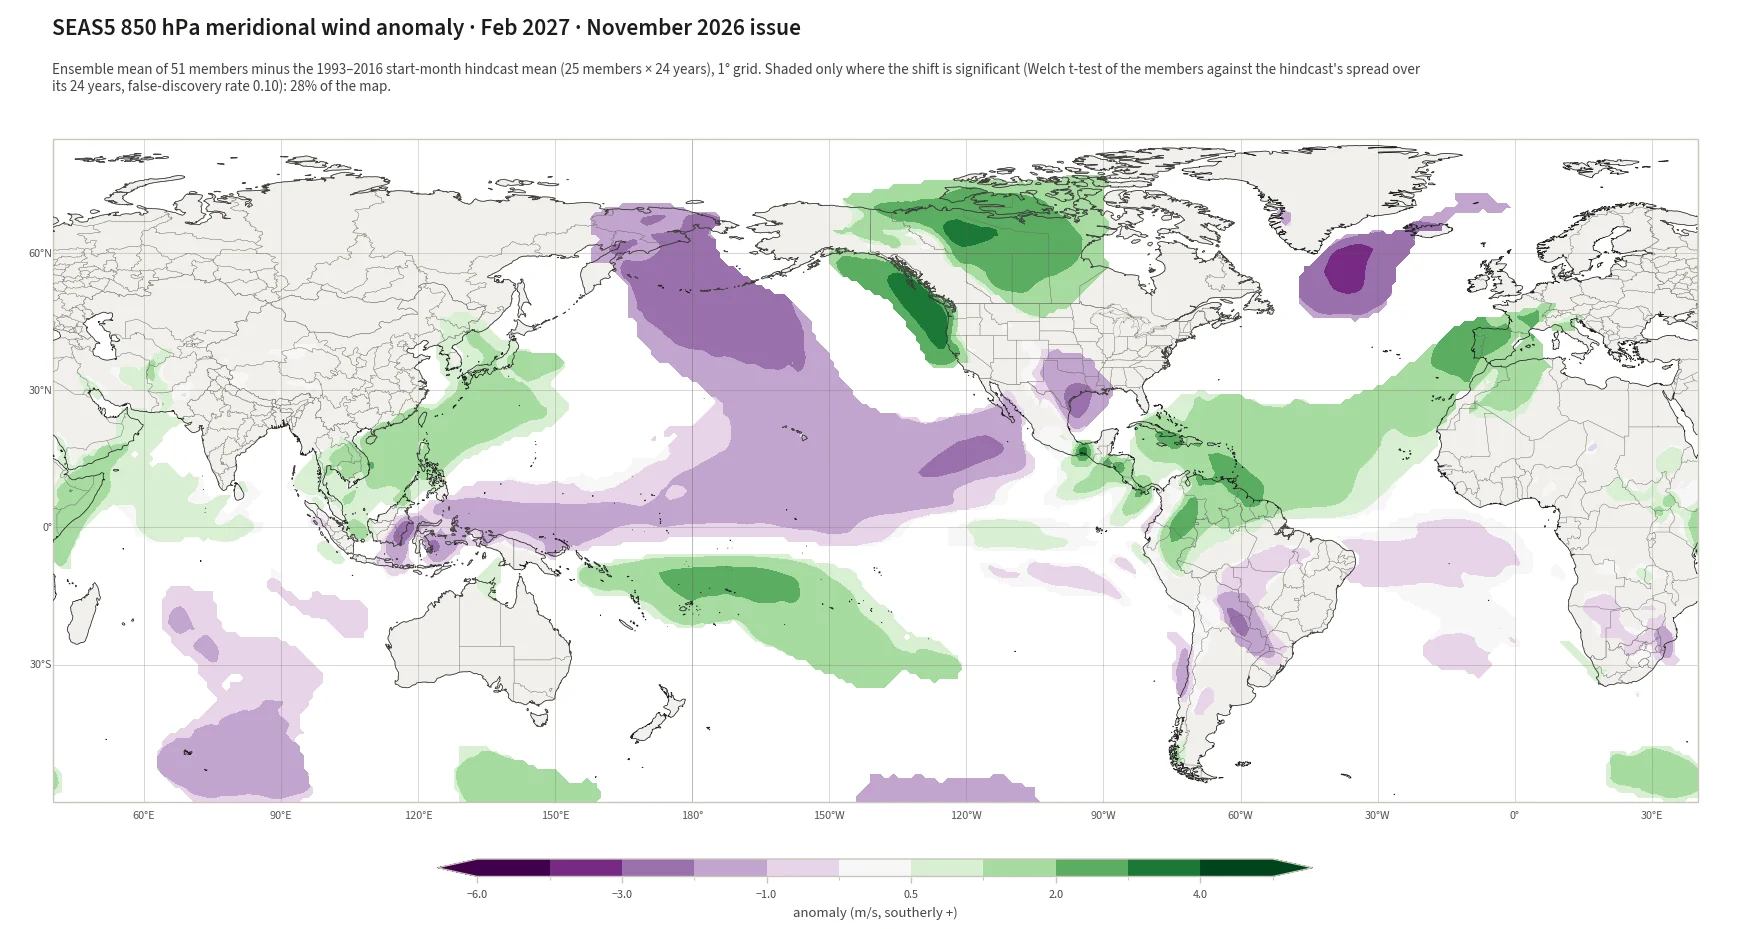 SEAS5 850 hPa meridional wind anomaly · Feb 2027 · November 2026 issue
Ensemble mean of 51 members minus the 1993–2016 start-month hindcast mean (25 members × 24 years), 1° grid. Shaded only where the shift is significant (Welch t-test of the members against the hindcast's spread over
its 24 years, false-discovery rate 0.10): 28% of the map.
60°N
30°N
0°
30°S
60°E 90°E 120°E 150°E 180° 150°W 120°W 90°W 60°W 30°W 0° 30°E
−6.0 −3.0 −1.0 0.5 2.0 4.0
anomaly (m/s, southerly +)